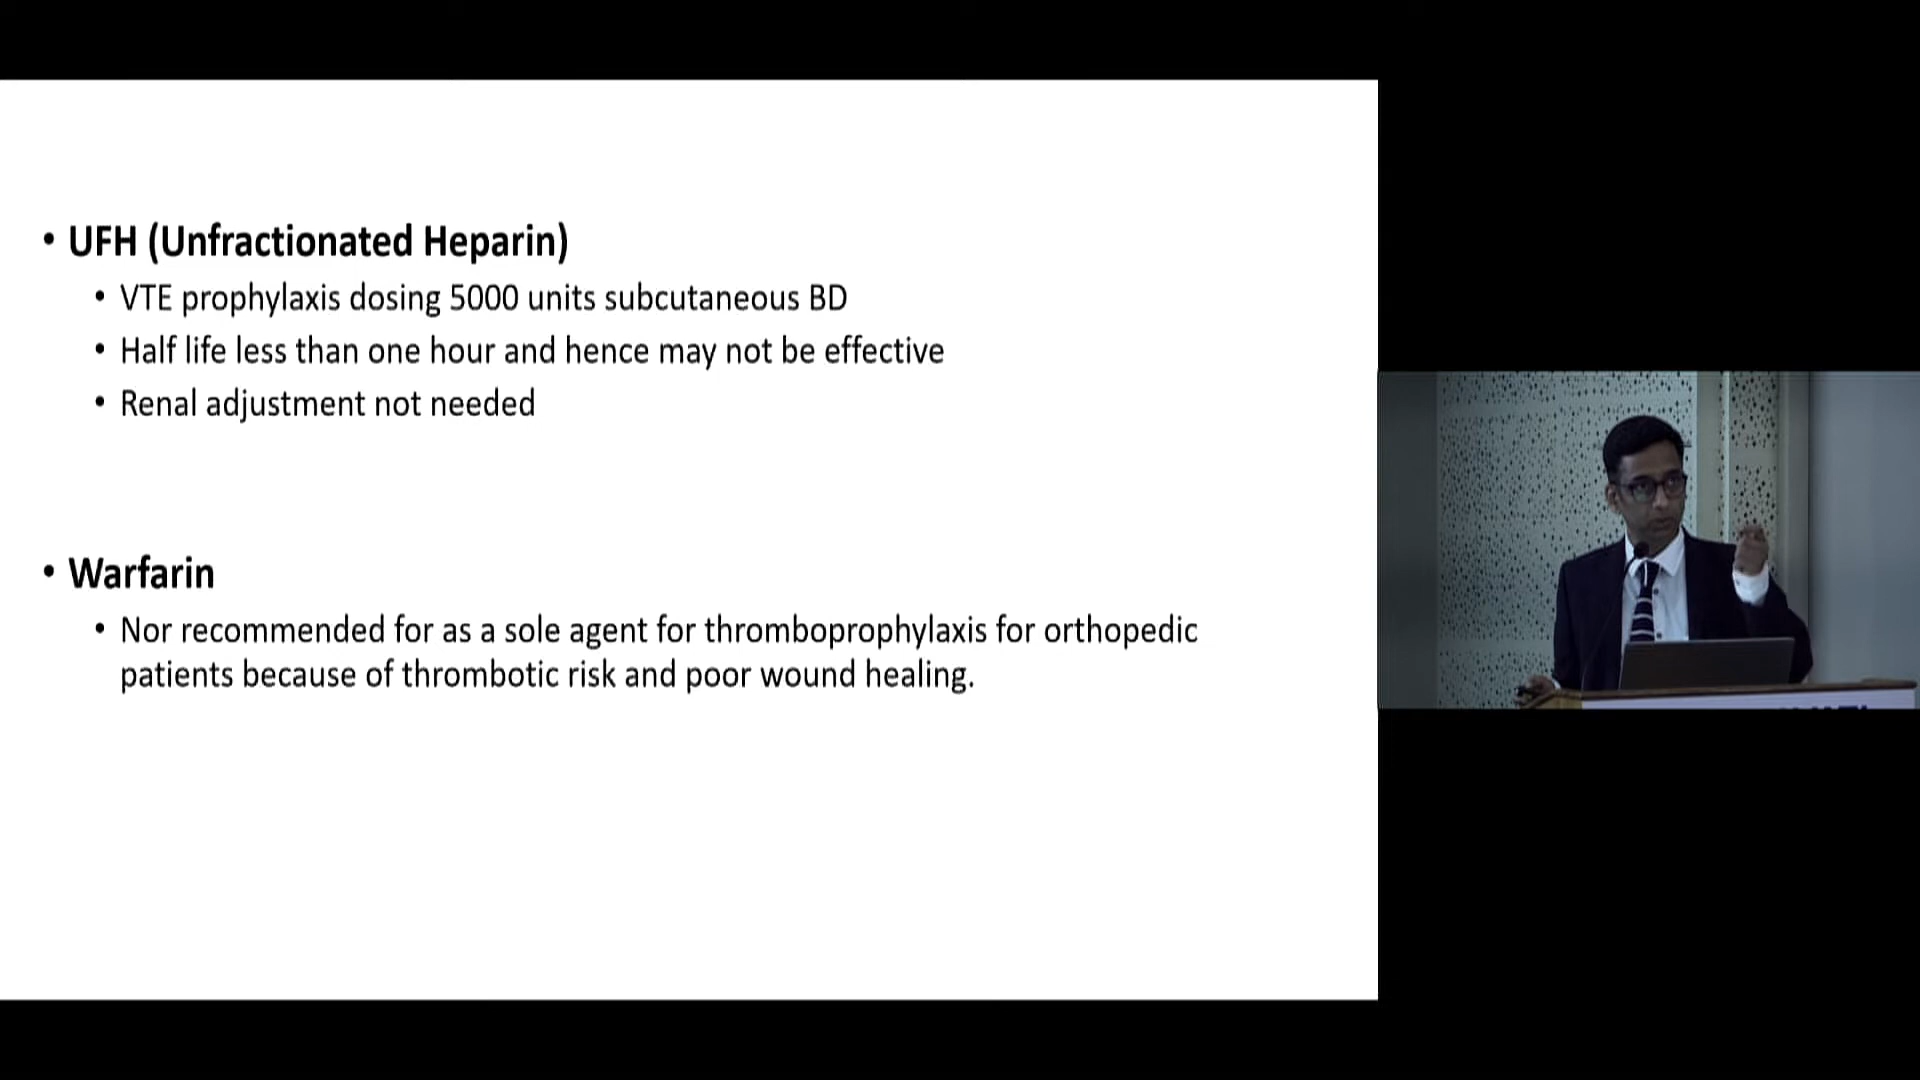 • UFH (Unfractionated Heparin)
• VTE prophylaxis dosing 5000 units subcutaneous BD
• Half life less than one hour and hence may not be effective
• Renal adjustment not needed
• Warfarin
• Nor recommended for as a sole agent for thromboprophylaxis for orthopedic
patients because of thrombotic risk and poor wound healing.